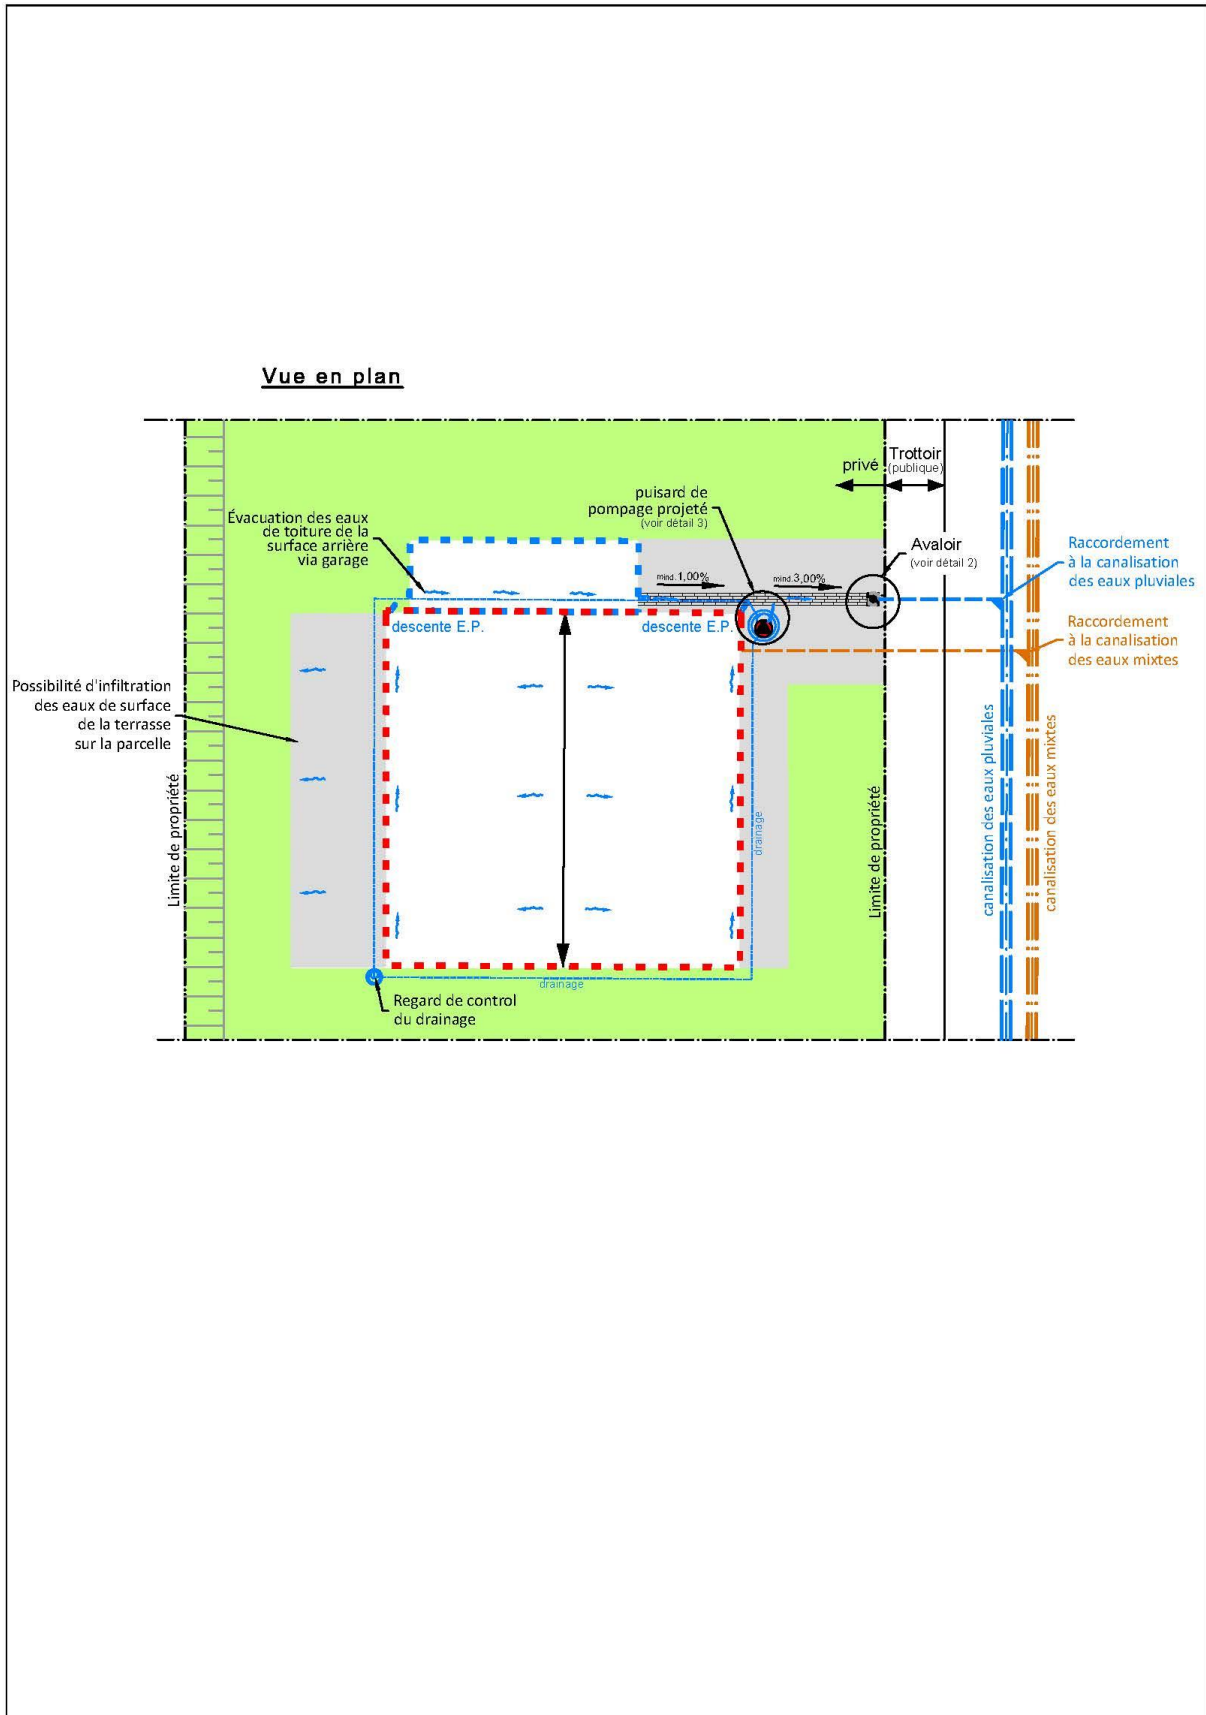 Vue en plan
Trottoir
privé
(publique)
puisard de
pompage projeté
(voir détail 3)
Évacuation des eaux
de toiture de la
surface arrière
via garage
Avaloir
(voir détail 2)
Raccordement
à la canalisation
des eaux pluviales
mind.1,00%
mind.3,00%
descente E.P.
descente E.P.
Raccordement
à la canalisation
des eaux mixtes
Possibilité d'infiltration
des eaux de surface
de la terrasse
sur la parcelle
Limite de propriété
drainage
Limite de propriété
canalisation des eaux pluviales
canalisation des eaux mixtes
drainage
Regard de control
du drainage